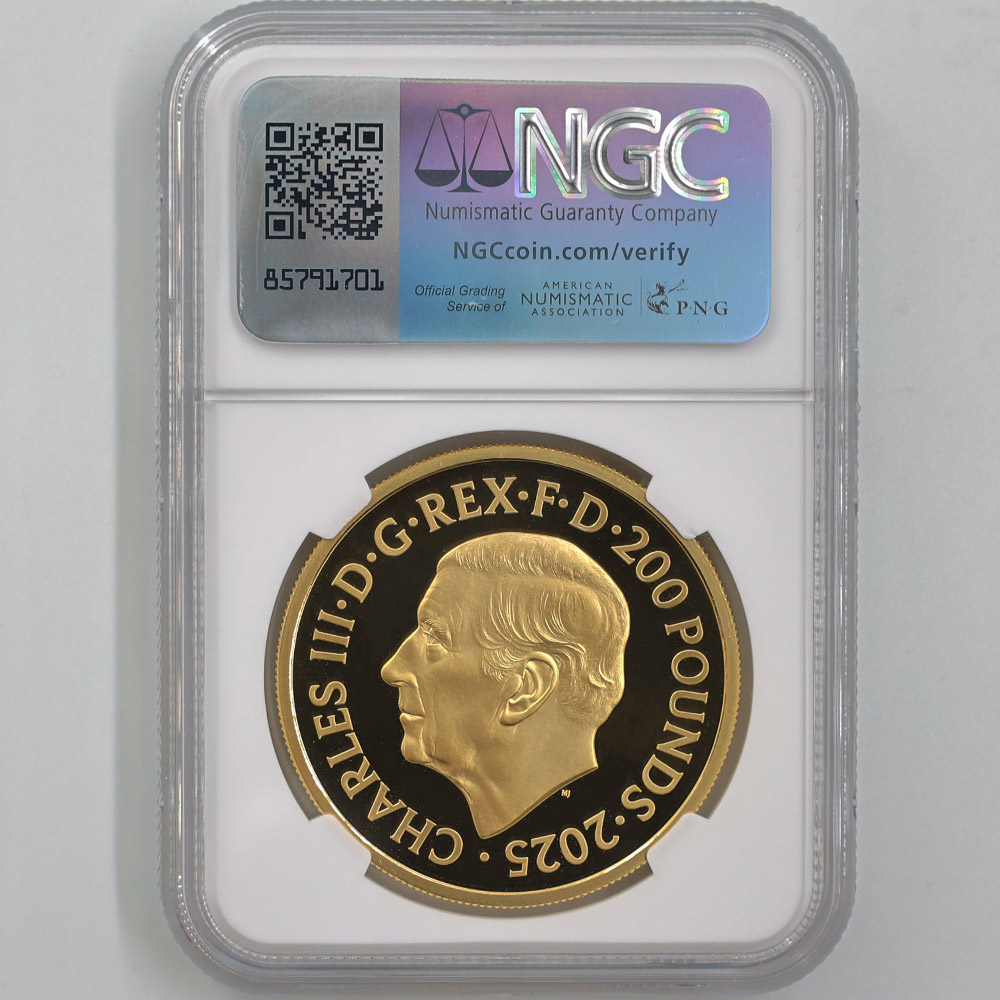 NGC
Numismatic Guaranty Company
NGCcoin.com/verify
85791701
Official Grading
Service of
AMERICAN
NUMISMATIC
ASSOCIATION
P·N·G
CHARLES III·D·G·REX·F·D·200 POUNDS·2025·
MJ